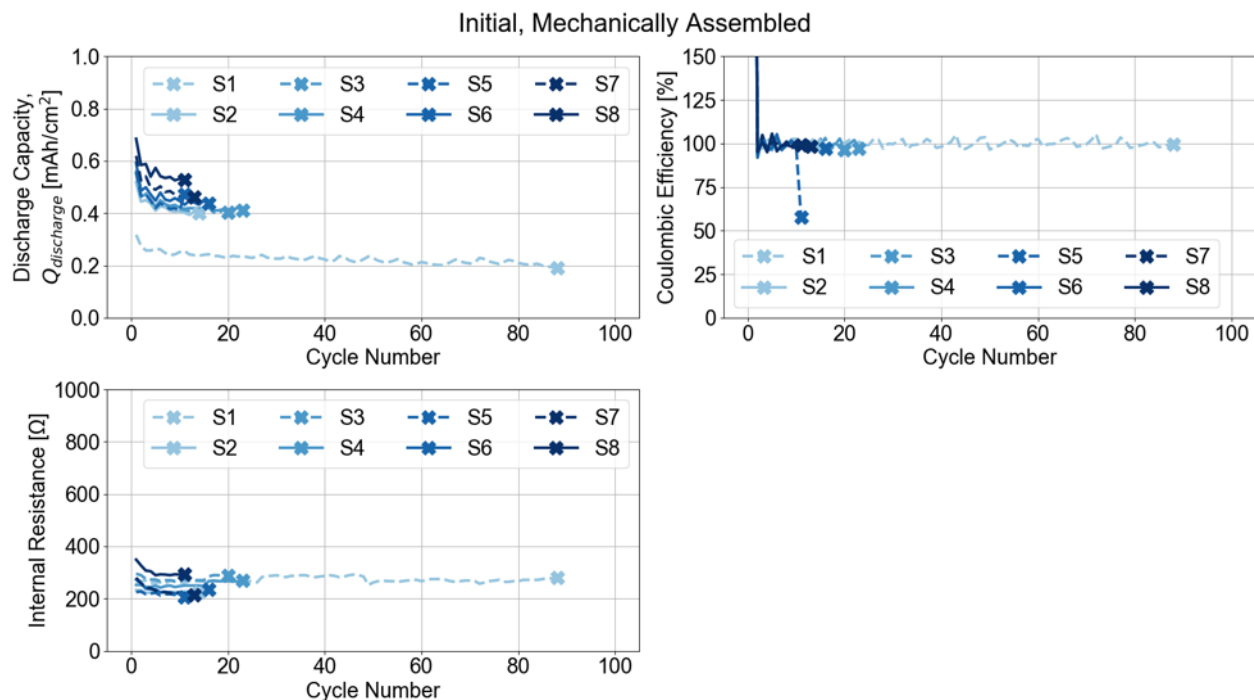 Initial, Mechanically Assembled
Discharge Capacity,
Q_discharge [mAh/cm²]
1.0
0.8
0.6
0.4
0.2
0.0
S1 S3 S5 S7
S2 S4 S6 S8
0 20 40 60 80 100
Cycle Number
Coulombic Efficiency [%]
150
125
100
75
50
25
0
S1 S3 S5 S7
S2 S4 S6 S8
0 20 40 60 80 100
Cycle Number
Internal Resistance [Ω]
1000
800
600
400
200
0
S1 S3 S5 S7
S2 S4 S6 S8
0 20 40 60 80 100
Cycle Number